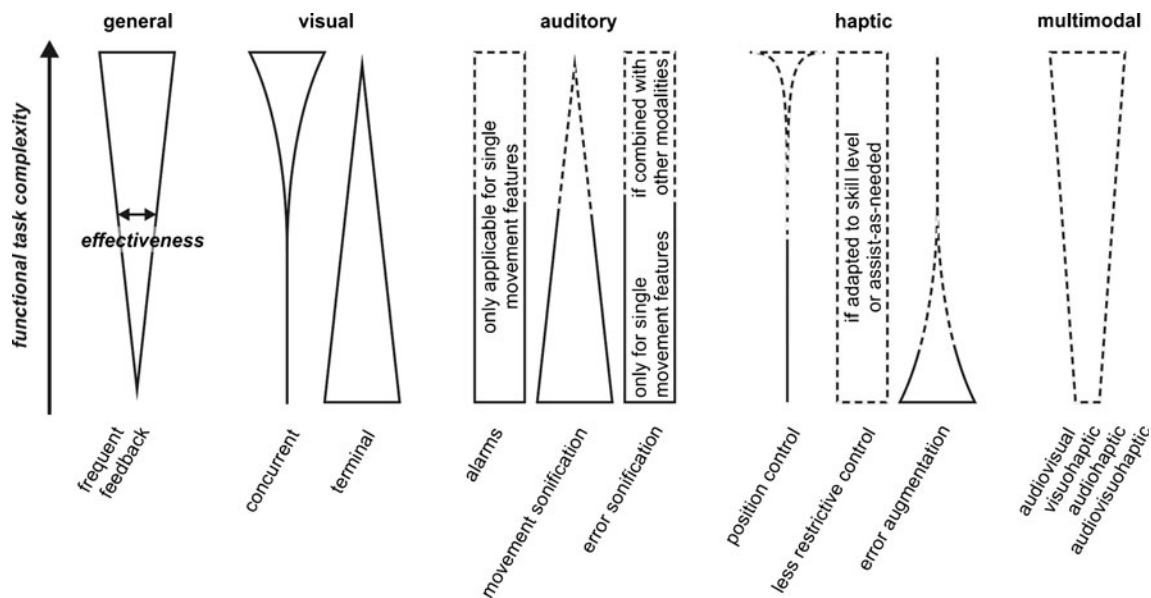 general
visual
auditory
haptic
multimodal
functional task complexity
effectiveness
only applicable for single
movement features
if combined with
other modalities
only for single
movement features
if adapted to skill level
or assist-as-needed
frequent
feedback
concurrent
terminal
alarms
movement sonification
error sonification
position control
less restrictive control
error augmentation
audiovisual
visuohaptic
audiohaptic
audiovisuohaptic